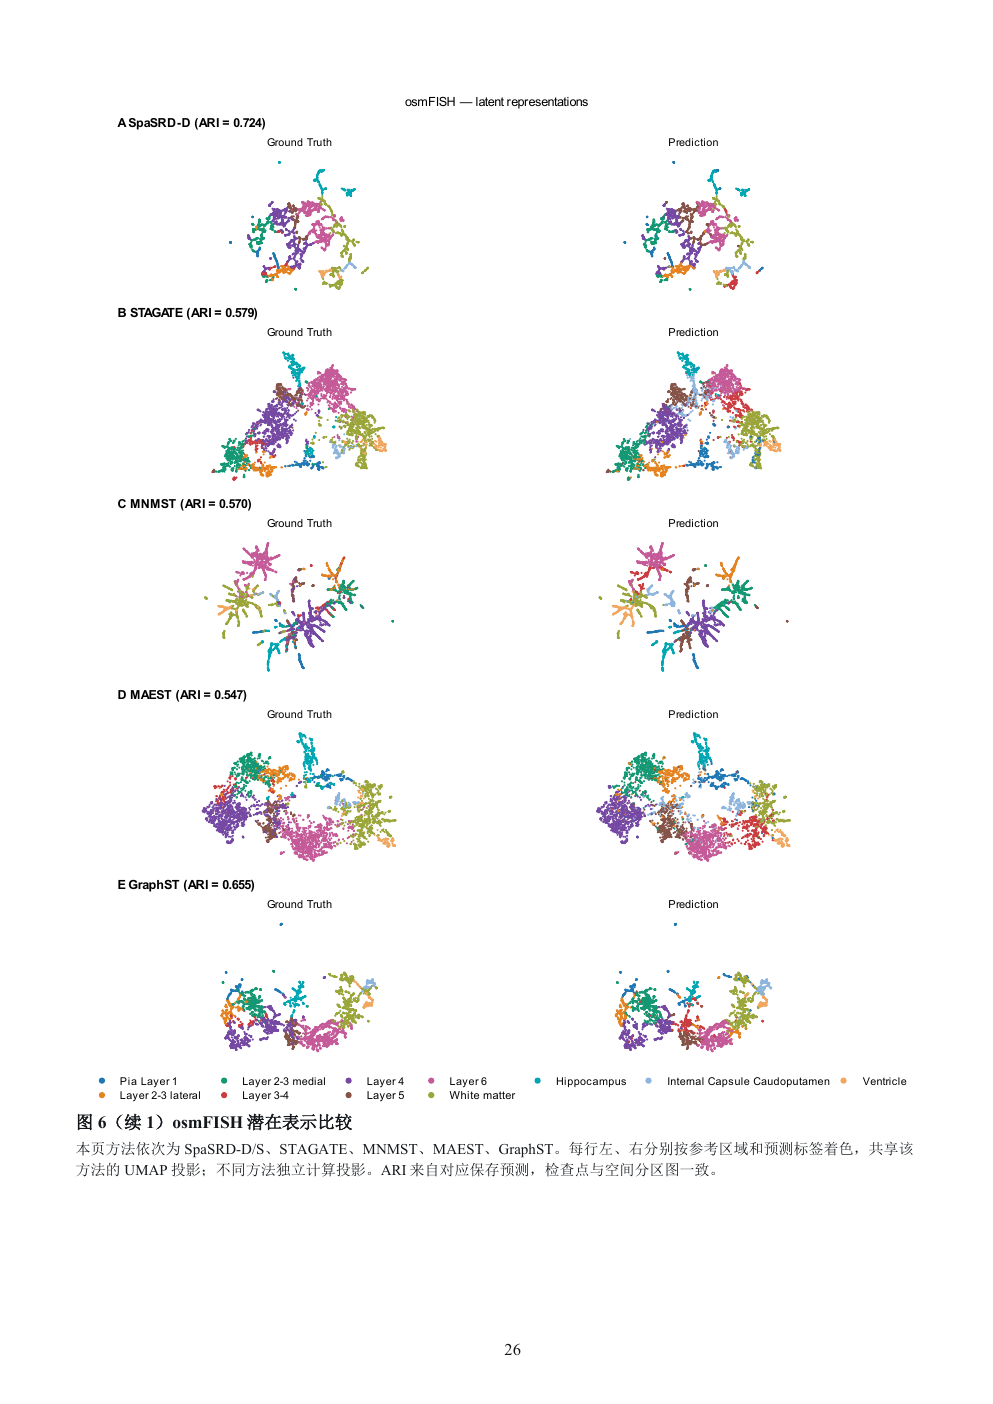 osmFISH — latent representations
A SpaSRD-D (ARI = 0.724)
Ground Truth
Prediction
B STAGATE (ARI = 0.579)
Ground Truth
Prediction
C MNMST (ARI = 0.570)
Ground Truth
Prediction
D MAEST (ARI = 0.547)
Ground Truth
Prediction
E GraphST (ARI = 0.655)
Ground Truth
Prediction
Pia Layer 1 Layer 2-3 medial Layer 4 Layer 6 Hippocampus Internal Capsule Caudoputamen Ventricle
Layer 2-3 lateral Layer 3-4 Layer 5 White matter
图 6（续 1）osmFISH 潜在表示比较
本页方法依次为 SpaSRD-D/S、STAGATE、MNMST、MAEST、GraphST。每行左、右分别按参考区域和预测标签着色，共享该
方法的 UMAP 投影；不同方法独立计算投影。ARI 来自对应保存预测，检查点与空间分区图一致。
26